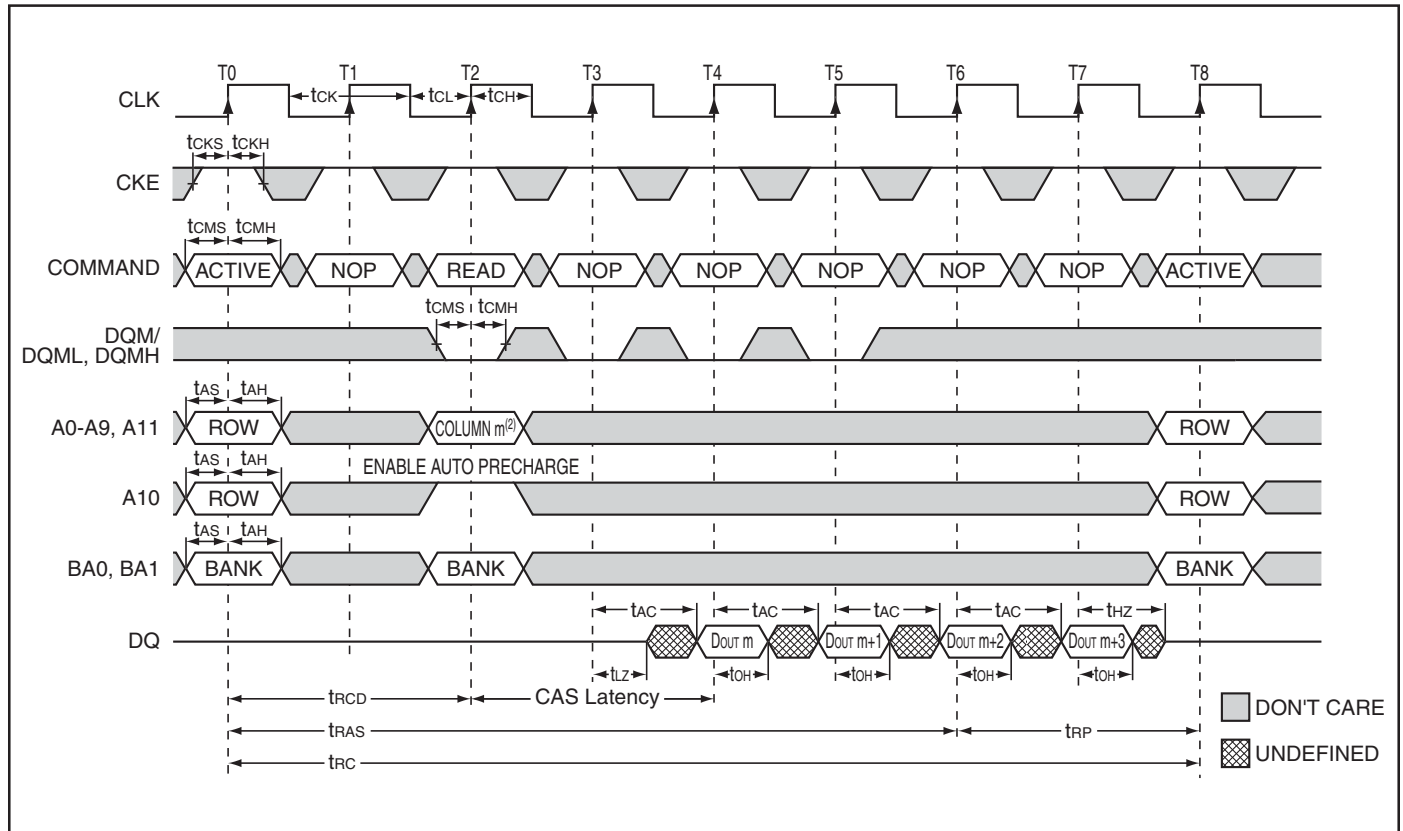 T0 T1 T2 T3 T4 T5 T6 T7 T8
CLK
tCK tCL tCH
tCKS tCKH
CKE
tCMS tCMH
COMMAND ACTIVE NOP READ NOP NOP NOP NOP NOP ACTIVE
tCMS tCMH
DQM/
DQML, DQMH
tAS tAH
A0-A9, A11 ROW COLUMN m(2) ROW
tAS tAH ENABLE AUTO PRECHARGE
A10 ROW ROW
tAS tAH
BA0, BA1 BANK BANK BANK
tAC tAC tAC tAC tHZ
DQ DOUT m DOUT m+1 DOUT m+2 DOUT m+3
tLZ tOH tOH tOH tOH
tRCD CAS Latency
DON'T CARE
tRAS tRP
UNDEFINED
tRC